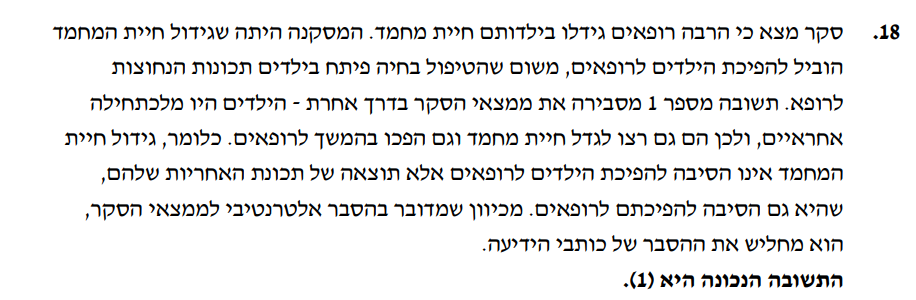 18. סקר מצא כי הרבה רופאים גידלו בילדותם חיית מחמד. המסקנה היתה שגידול חיית המחמד
הוביל להפיכת הילדים לרופאים, משום שהטיפול בחיה פיתח בילדים תכונות הנחוצות
לרופא. תשובה מספר 1 מסבירה את ממצאי הסקר בדרך אחרת - הילדים היו מלכתחילה
אחראיים, ולכן הם גם רצו לגדל חיית מחמד וגם הפכו בהמשך לרופאים. כלומר, גידול חיית
המחמד אינו הסיבה להפיכת הילדים לרופאים אלא תוצאה של תכונת האחריות שלהם,
שהיא גם הסיבה להפיכתם לרופאים. מכיוון שמדובר בהסבר אלטרנטיבי לממצאי הסקר,
הוא מחליש את ההסבר של כותבי הידיעה.
התשובה הנכונה היא (1).